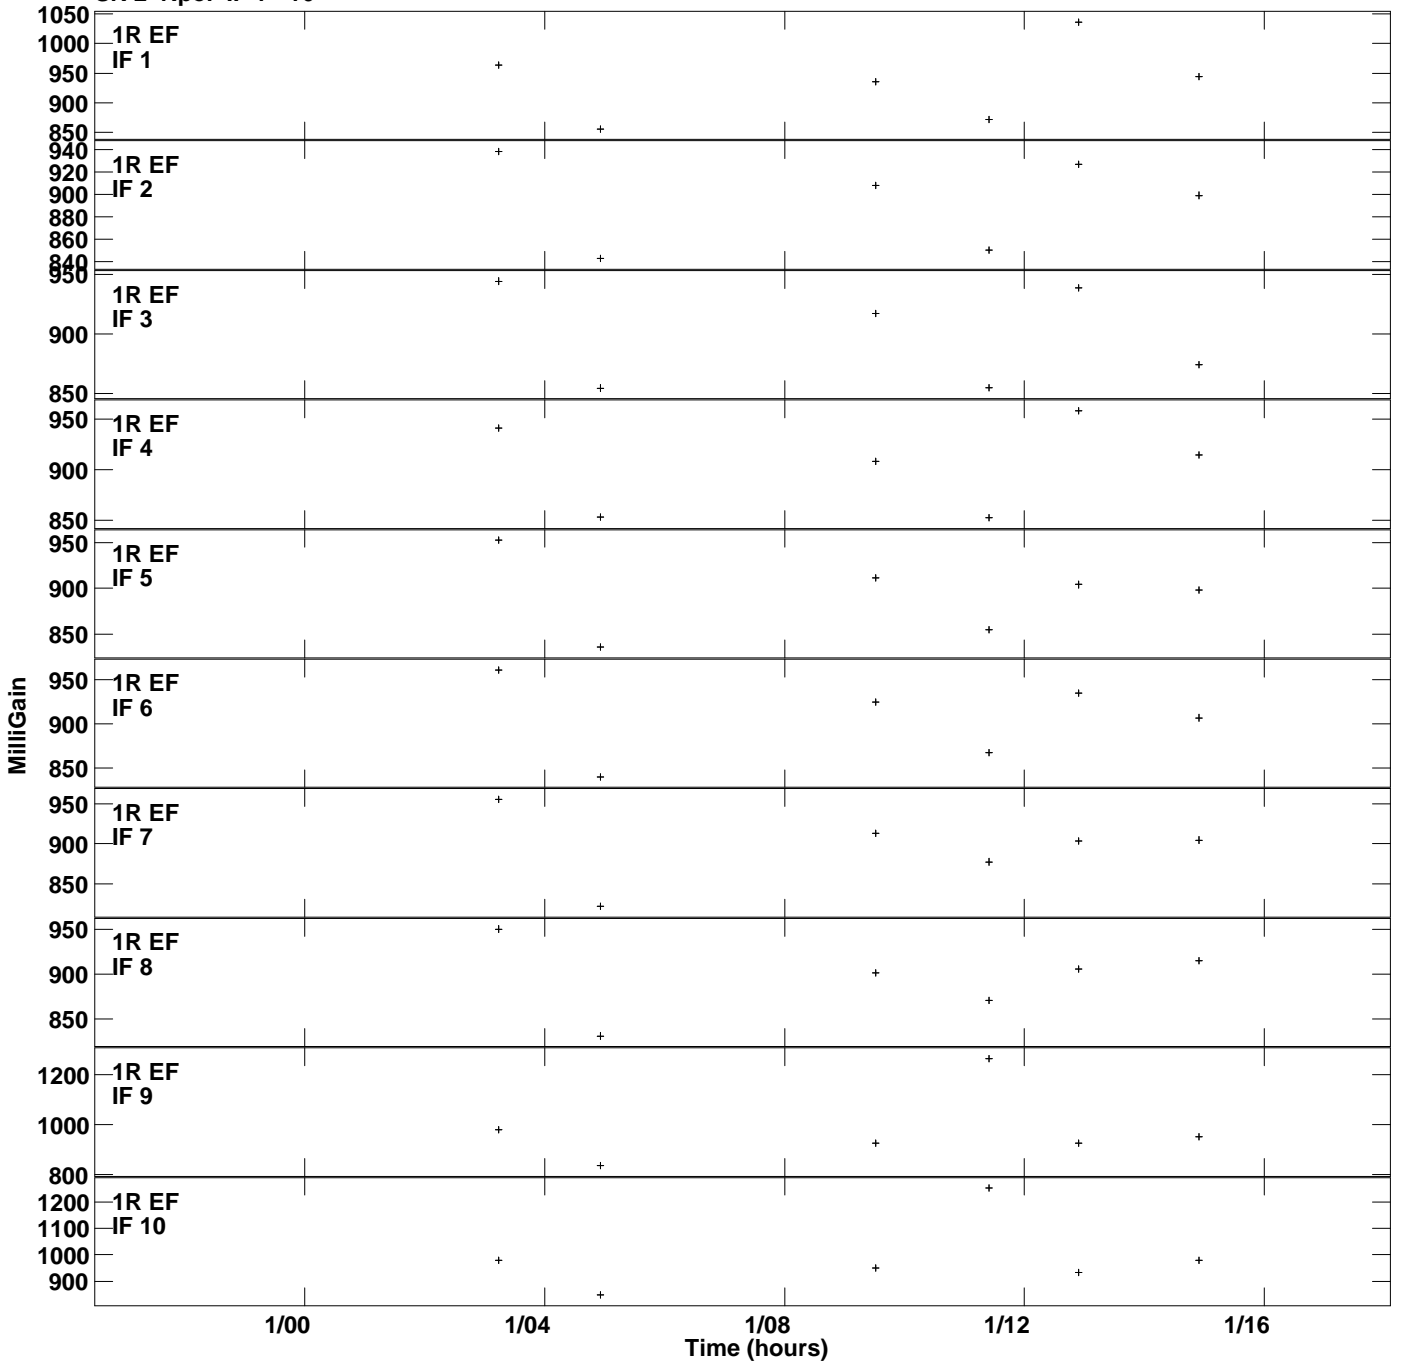 1050
1000
950
900
850
1R EF
IF 1
940
920
900
880
860
840
1R EF
IF 2
950
900
850
1R EF
IF 3
950
900
850
1R EF
IF 4
950
900
850
1R EF
IF 5
950
900
850
1R EF
IF 6
950
900
850
1R EF
IF 7
950
900
850
1R EF
IF 8
1200
1000
800
1R EF
IF 9
1200
1100
1000
900
1R EF
IF 10
MilliGain
1/00 1/04 1/08 1/12 1/16
Time (hours)